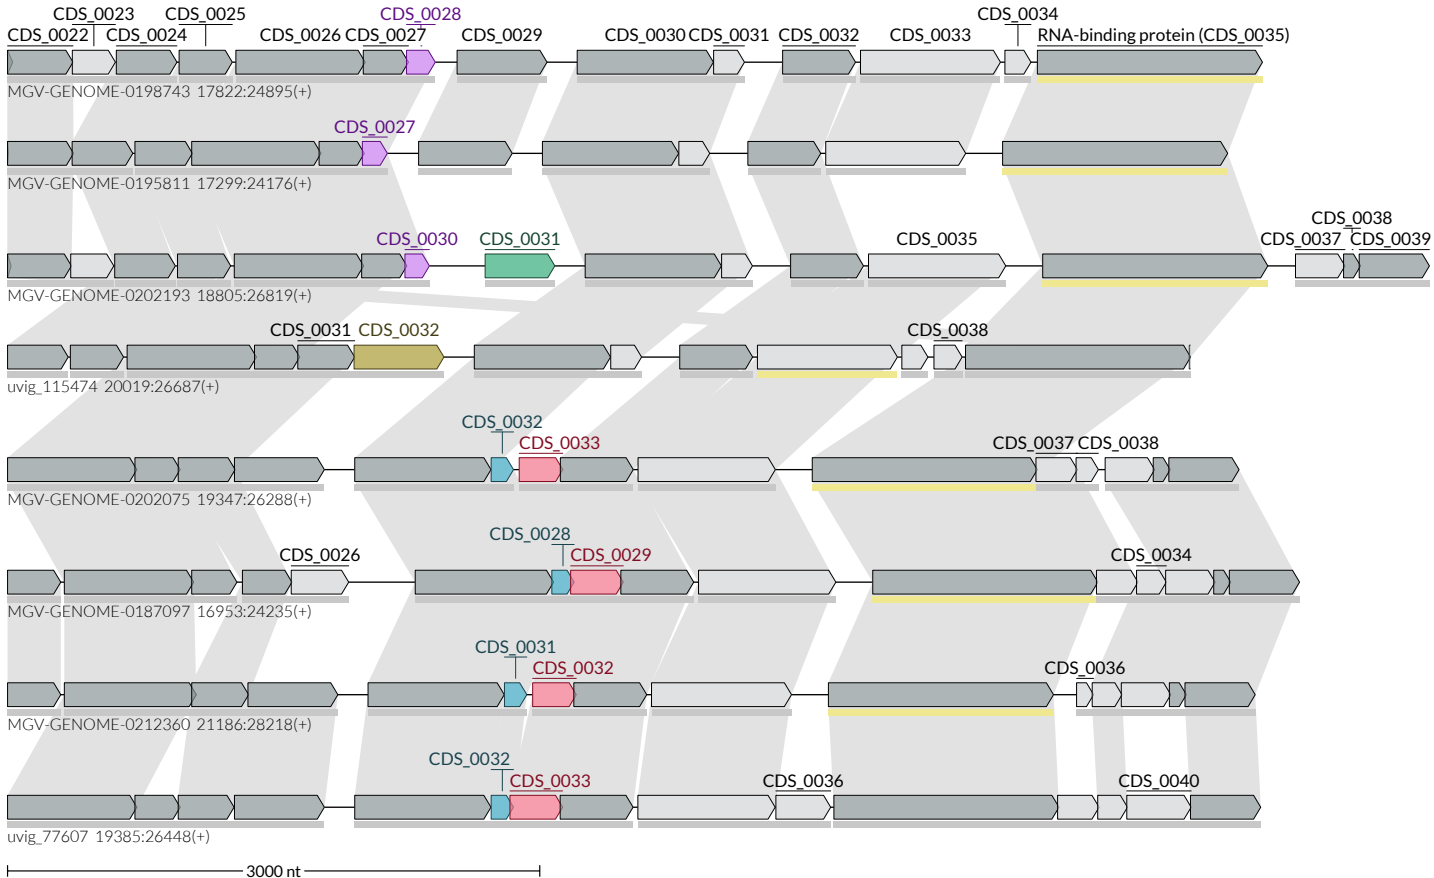 CDS_0023 CDS_0025 CDS_0028 CDS_0034
CDS_0022 CDS_0024 CDS_0026 CDS_0027 CDS_0029 CDS_0030 CDS_0031 CDS_0032 CDS_0033 RNA-binding protein (CDS_0035)
MGV-GENOME-0198743 17822:24895(+)
CDS_0027
MGV-GENOME-0195811 17299:24176(+)
CDS_0038
CDS_0030 CDS_0031 CDS_0035 CDS_0037 CDS_0039
MGV-GENOME-0202193 18805:26819(+)
CDS_0031 CDS_0032 CDS_0038
uvig_115474 20019:26687(+)
CDS_0032
CDS_0033 CDS_0037 CDS_0038
MGV-GENOME-0202075 19347:26288(+)
CDS_0028
CDS_0026 CDS_0029 CDS_0034
MGV-GENOME-0187097 16953:24235(+)
CDS_0031
CDS_0032 CDS_0036
MGV-GENOME-0212360 21186:28218(+)
CDS_0032
CDS_0033 CDS_0036 CDS_0040
uvig_77607 19385:26448(+)
3000 nt